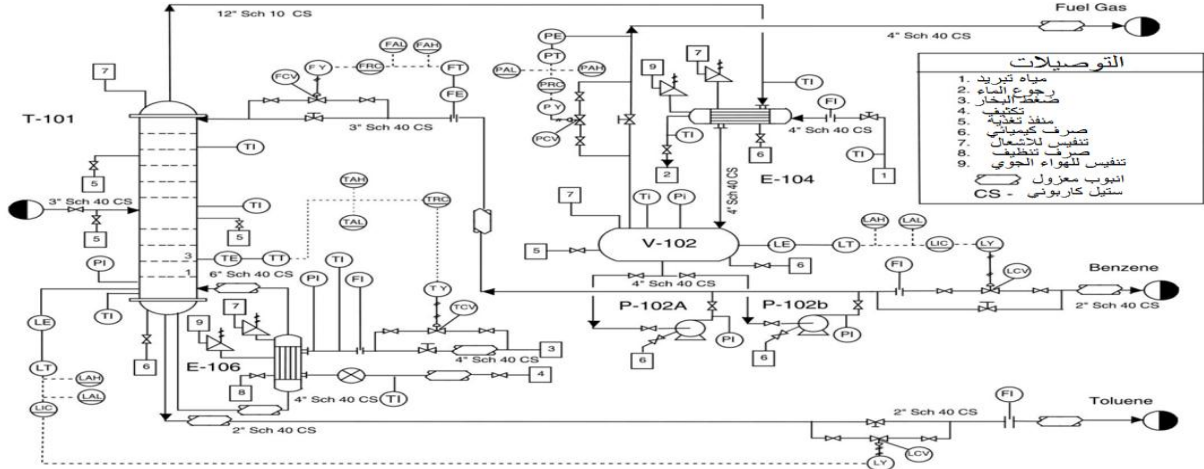 12" Sch 10 CS
Fuel Gas
4" Sch 40 CS
FAL
FAH
FCV
FY
FRC
FT
FE
3" Sch 40 CS
7
T-101
PE
PT
PAL
PAH
PRC
PY
PCV
9
7
TI
FI
4" Sch 40 CS
6
TI
2
1
E-104
4" Sch 40 CS
التوصيلات
1. مياه تبريد
2. رجوع الماء
3. ضغط البخار
4. تكثيف
5. منفذ تغذية
6. صرف كيميائي
7. تنفيس للاشعال
8. صرف تنظيف
9. تنفيس للهواء الجوي
انبوب معزول
CS - ستيل كاربوني
TI
5
3" Sch 40 CS
5
TI
5
TAH
TAL
TRC
3
1
TE
TT
PI
6" Sch 40 CS
TI
7
Ti
Pi
V-102
5
6
LE
LT
LAH
LAL
LIC
LY
LCV
FI
Benzene
2" Sch 40 CS
4" Sch 40 CS
P-102A
P-102b
PI
PI
6
6
LE
LT
LAH
LAL
LIC
6
9
7
E-106
8
PI
TI
FI
TY
TCV
4" Sch 40 CS
3
4
4" Sch 40 CS
TI
2" Sch 40 CS
2" Sch 40 CS
FI
Toluene
LY
LCV